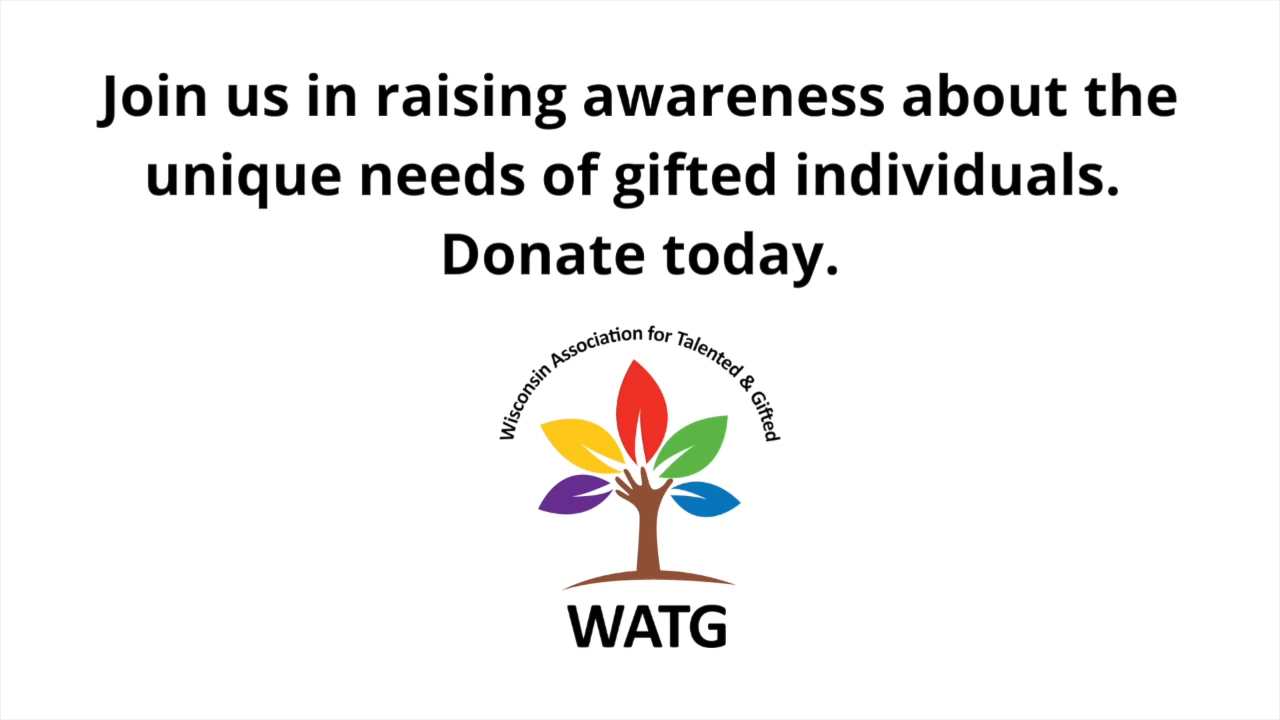 Join us in raising awareness about the
unique needs of gifted individuals.
Donate today.
Wisconsin Association for Talented & Gifted
WATG